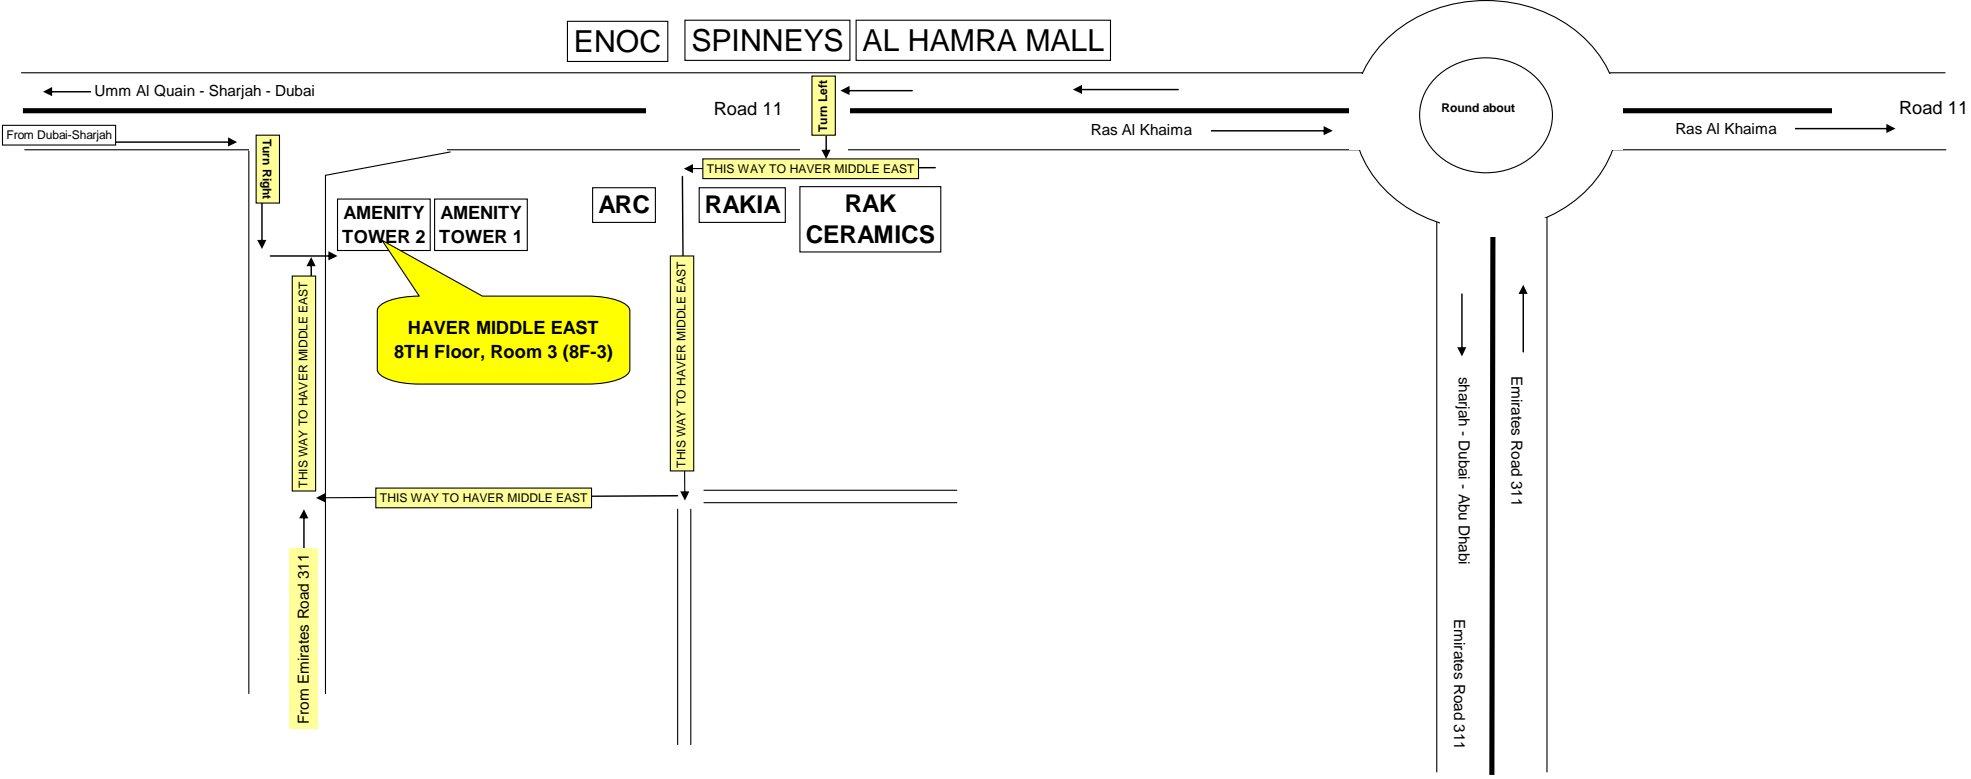 ENOC
SPINNEYS
AL HAMRA MALL
Umm Al Quain - Sharjah - Dubai
Road 11
Turn Left
Round about
Road 11
From Dubai-Sharjah
Ras Al Khaima
Ras Al Khaima
Turn Right
THIS WAY TO HAVER MIDDLE EAST
AMENITY
TOWER 2
AMENITY
TOWER 1
ARC
RAKIA
RAK
CERAMICS
HAVER MIDDLE EAST
8TH Floor, Room 3 (8F-3)
THIS WAY TO HAVER MIDDLE EAST
THIS WAY TO HAVER MIDDLE EAST
THIS WAY TO HAVER MIDDLE EAST
From Emirates Road 311
sharjah - Dubai - Abu Dhabi
Emirates Road 311
Emirates Road 311